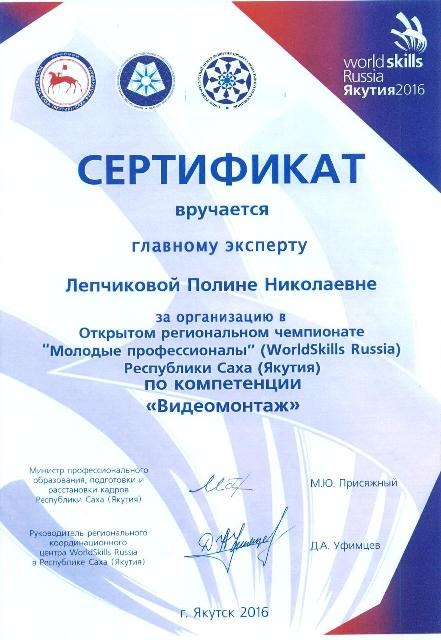 world skills
Russia
Якутия2016
СЕРТИФИКАТ
вручается
главному эксперту
Лепчиковой Полине Николаевне
за организацию в
Открытом региональном чемпионате
"Молодые профессионалы" (WorldSkills Russia)
Республики Саха (Якутия)
по компетенции
«Видеомонтаж»
Министр профессионального
образования, подготовки и
расстановки кадров
Республики Саха (Якутия)
М.Ю. Присяжный
Руководитель регионального
координационного
центра WorldSkills Russia
в Республике Саха (Якутия)
Д.А. Уфимцев
г. Якутск 2016